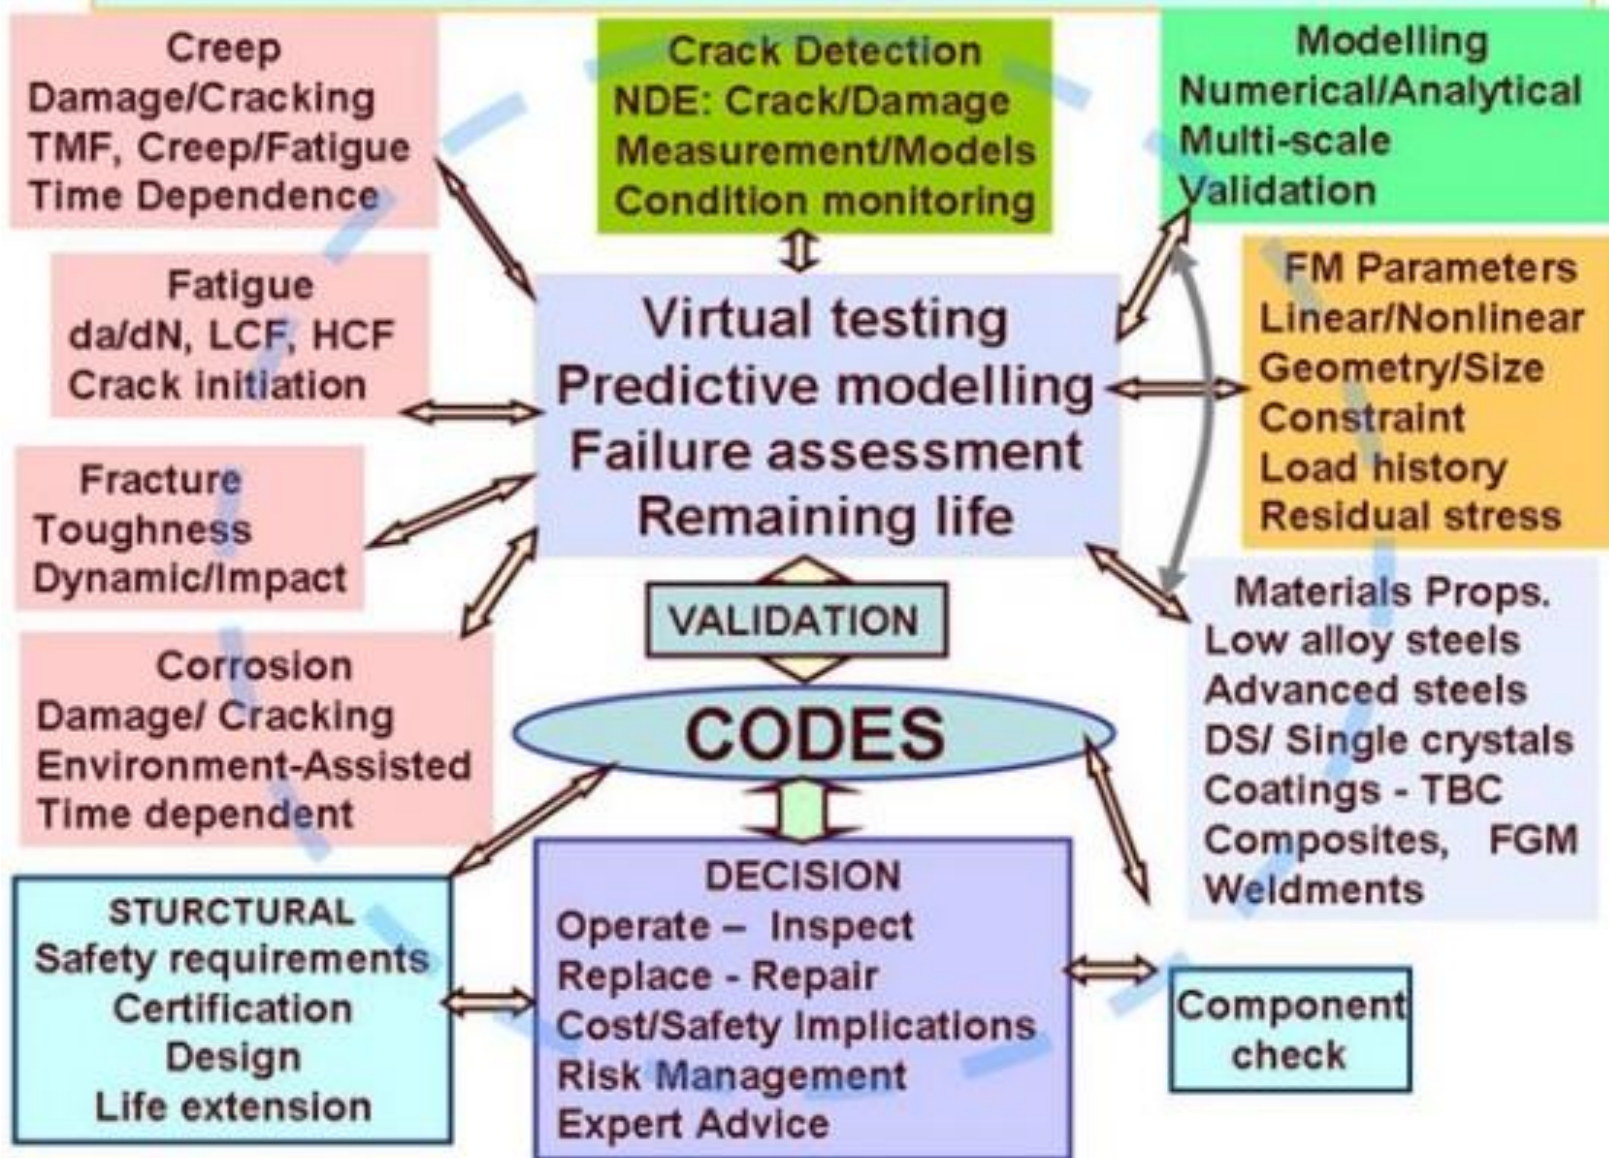 Creep
Damage/Cracking
TMF, Creep/Fatigue
Time Dependence
Crack Detection
NDE: Crack/Damage
Measurement/Models
Condition monitoring
Modelling
Numerical/Analytical
Multi-scale
Validation
Fatigue
da/dN, LCF, HCF
Crack initiation
Virtual testing
Predictive modelling
Failure assessment
Remaining life
FM Parameters
Linear/Nonlinear
Geometry/Size
Constraint
Load history
Residual stress
Fracture
Toughness
Dynamic/Impact
VALIDATION
Materials Props.
Low alloy steels
Advanced steels
DS/ Single crystals
Coatings - TBC
Composites, FGM
Weldments
Corrosion
Damage/ Cracking
Environment-Assisted
Time dependent
CODES
STURCTURAL
Safety requirements
Certification
Design
Life extension
DECISION
Operate – Inspect
Replace - Repair
Cost/Safety Implications
Risk Management
Expert Advice
Component
check